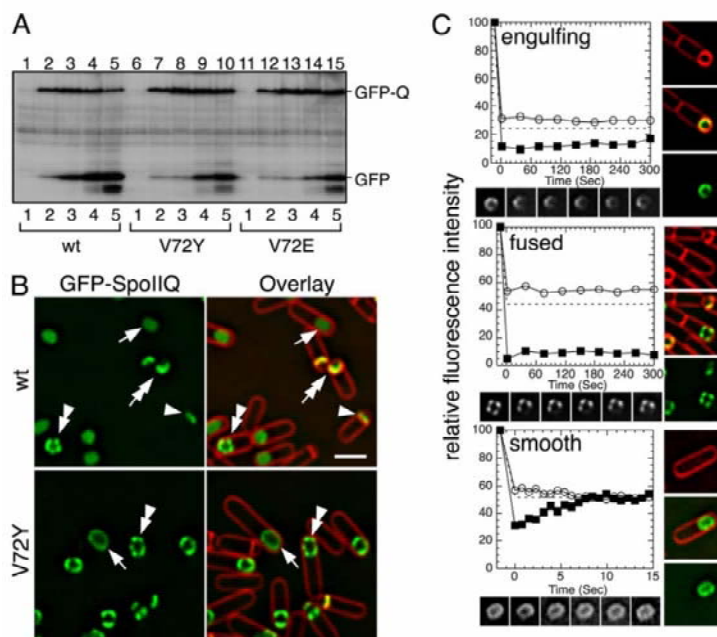 A
1 2 3 4 5 6 7 8 9 10 11 12 13 14 15
GFP-Q
GFP
1 2 3 4 5 1 2 3 4 5 1 2 3 4 5
wt V72Y V72E
B
GFP-SpoIIQ Overlay
wt
V72Y
C
relative fluorescence intensity
engulfing
100
80
60
40
20
0
0 60 120 180 240 300
Time (Sec)
fused
100
80
60
40
20
0
0 60 120 180 240 300
Time (Sec)
smooth
100
80
60
40
20
0
0 5 10 15
Time (Sec)